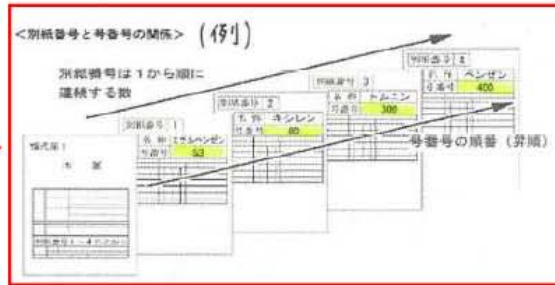 <別紙番号と号番号の関係> (例)
別紙番号は1から順に
連続する数
別紙番号 4
名 称 ベンゼン
号番号 400
別紙番号 3
名 称 トルエン
号番号 300
別紙番号 2
名 称 キシレン
号番号 80
別紙番号 1
名 称 エチルベンゼン
号番号 53
号番号の順番（昇順）
様式第1
本 紙